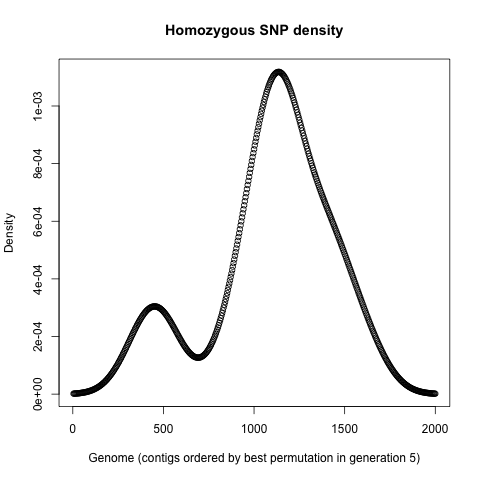 Homozygous SNP density
Density
1e-03
8e-04
6e-04
4e-04
2e-04
0e+00
0 500 1000 1500 2000
Genome (contigs ordered by best permutation in generation 5)